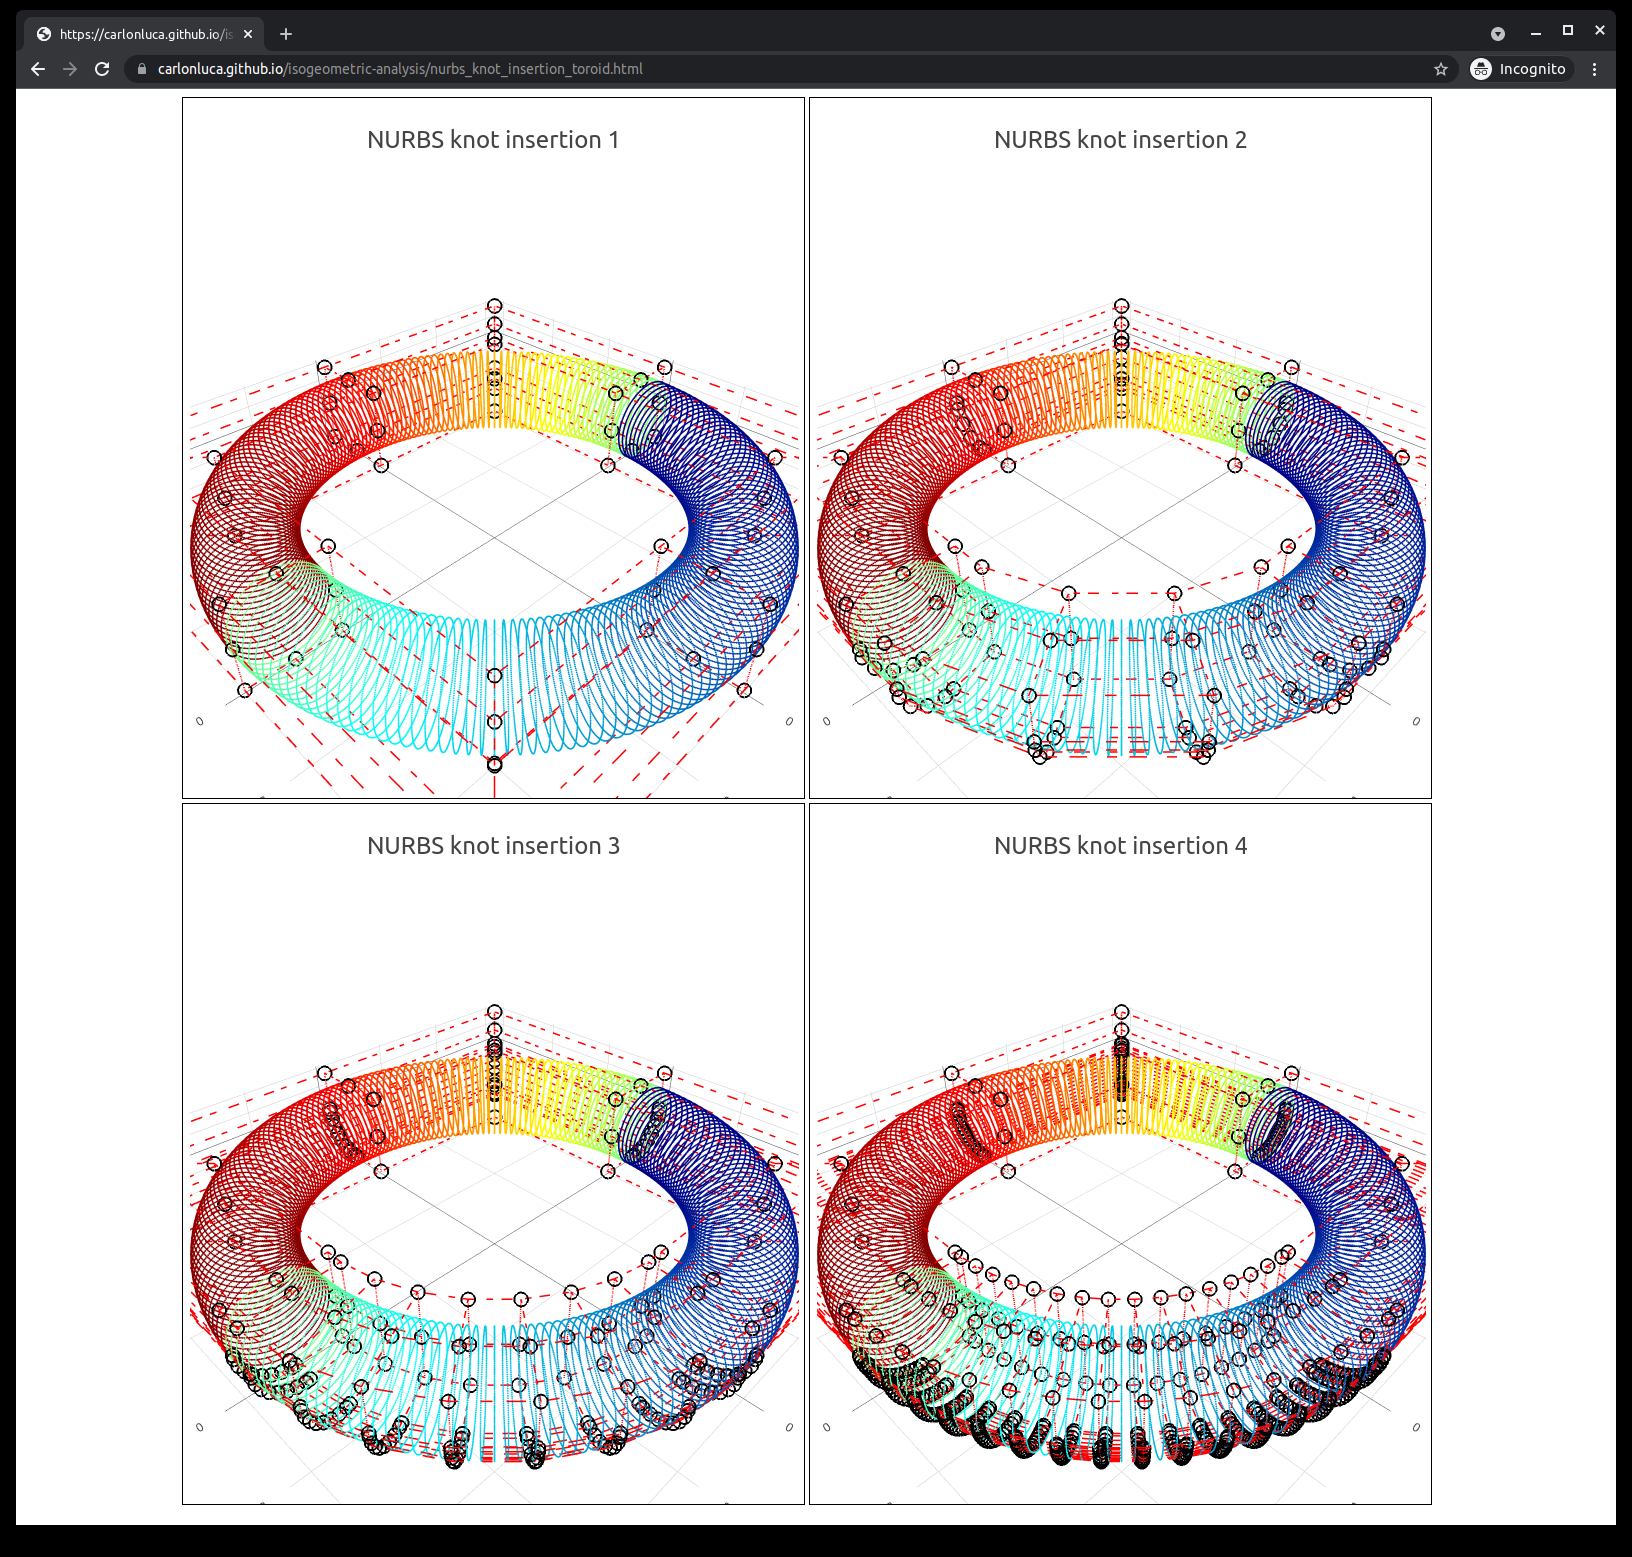 https://carlonluca.github.io/is
carlonluca.github.io/isogeometric-analysis/nurbs_knot_insertion_toroid.html
Incognito
NURBS knot insertion 1
NURBS knot insertion 2
0
0
0
0
NURBS knot insertion 3
NURBS knot insertion 4
0
0
0
0